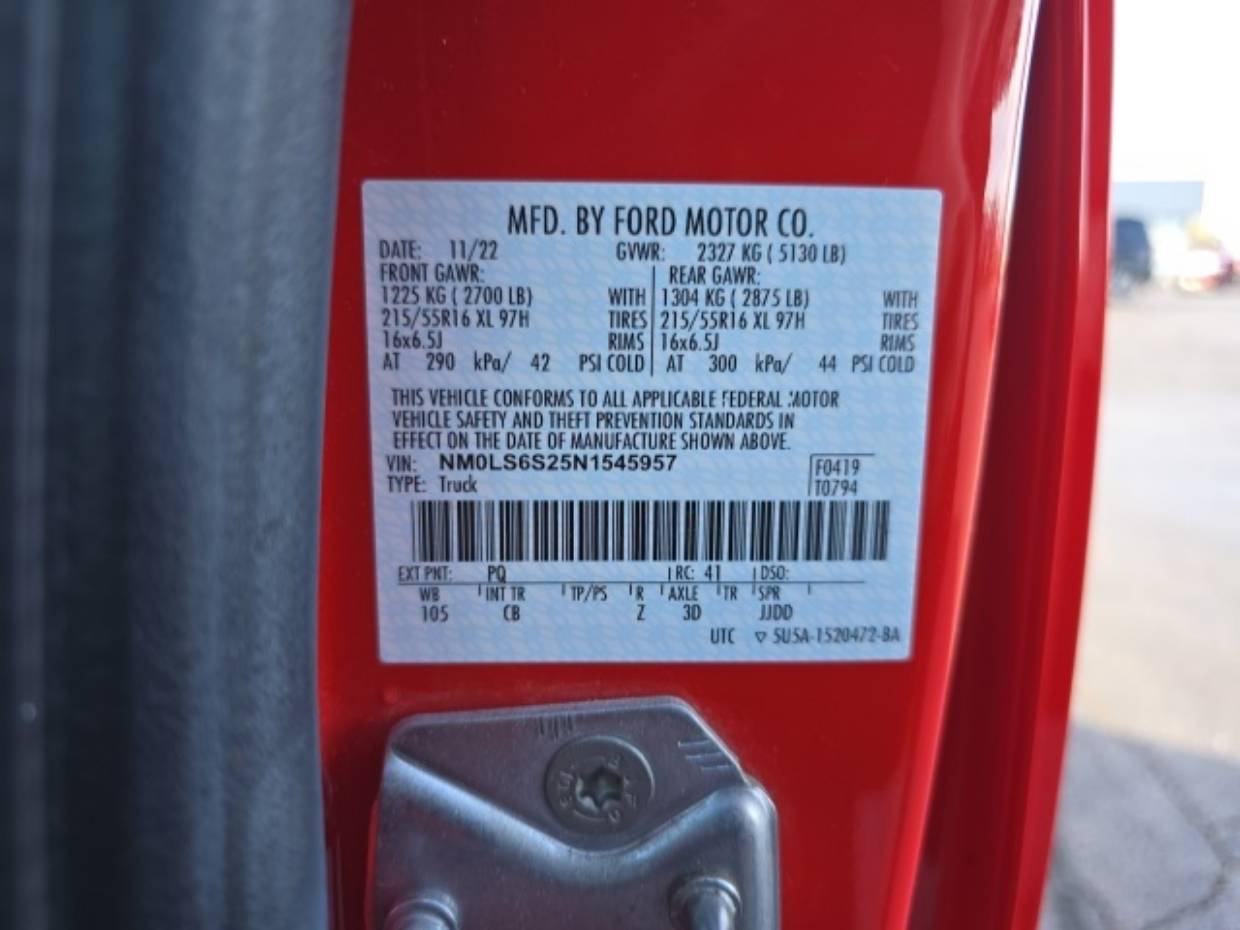 MFD. BY FORD MOTOR CO.
DATE: 11/22 GVWR: 2327 KG ( 5130 LB)
FRONT GAWR: REAR GAWR:
1225 KG ( 2700 LB) WITH 1304 KG ( 2875 LB) WITH
215/55R16 XL 97H TIRES 215/55R16 XL 97H TIRES
16x6.5J RIMS 16x6.5J RIMS
AT 290 kPa/ 42 PSI COLD AT 300 kPa/ 44 PSI COLD
THIS VEHICLE CONFORMS TO ALL APPLICABLE FEDERAL MOTOR
VEHICLE SAFETY AND THEFT PREVENTION STANDARDS IN
EFFECT ON THE DATE OF MANUFACTURE SHOWN ABOVE.
VIN: NM0LS6S25N1545957 F0419
TYPE: Truck T0794
EXT PNT: PQ RC: 41 DSO:
WB INT TR TP/PS R AXLE TR SPR
105 CB Z 3D JJDD
UTC ▽ SU5A-1520472-BA